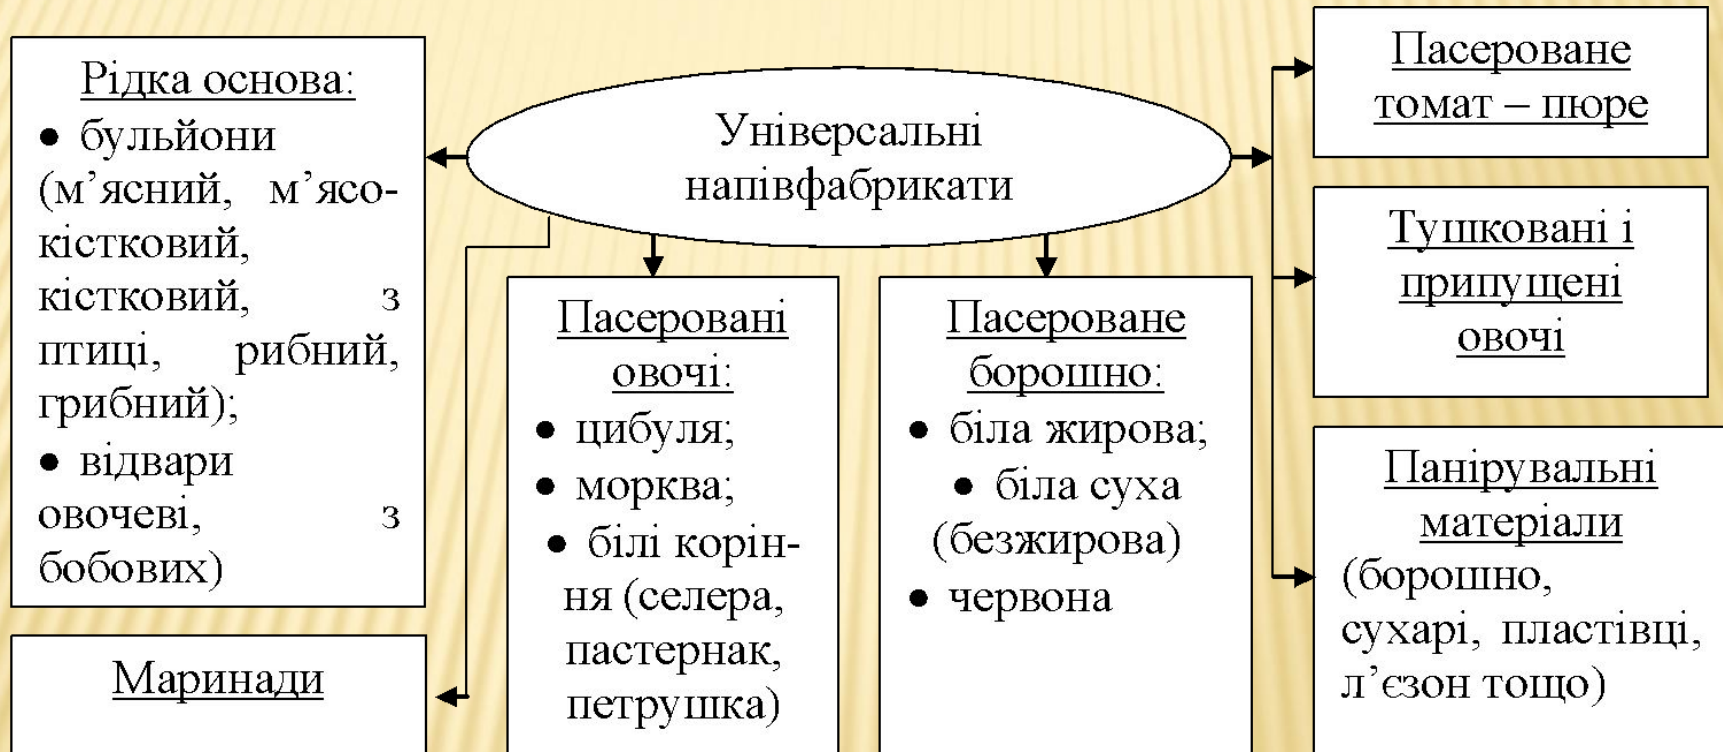 Рідка основа:
• бульйони
(м’ясний, м’ясо-
кістковий,
кістковий, з
птиці, рибний,
грибний);
• відвари
овочеві, з
бобових)
Маринади
Універсальні
напівфабрикати
Пасеровані
овочі:
• цибуля;
• морква;
• білі корін-
ня (селера,
пастернак,
петрушка)
Пасероване
борошно:
• біла жирова;
• біла суха
(безжирова)
• червона
Пасероване
томат – пюре
Тушковані і
припущені
овочі
Панірувальні
матеріали
(борошно,
сухарі, пластівці,
л’єзон тощо)